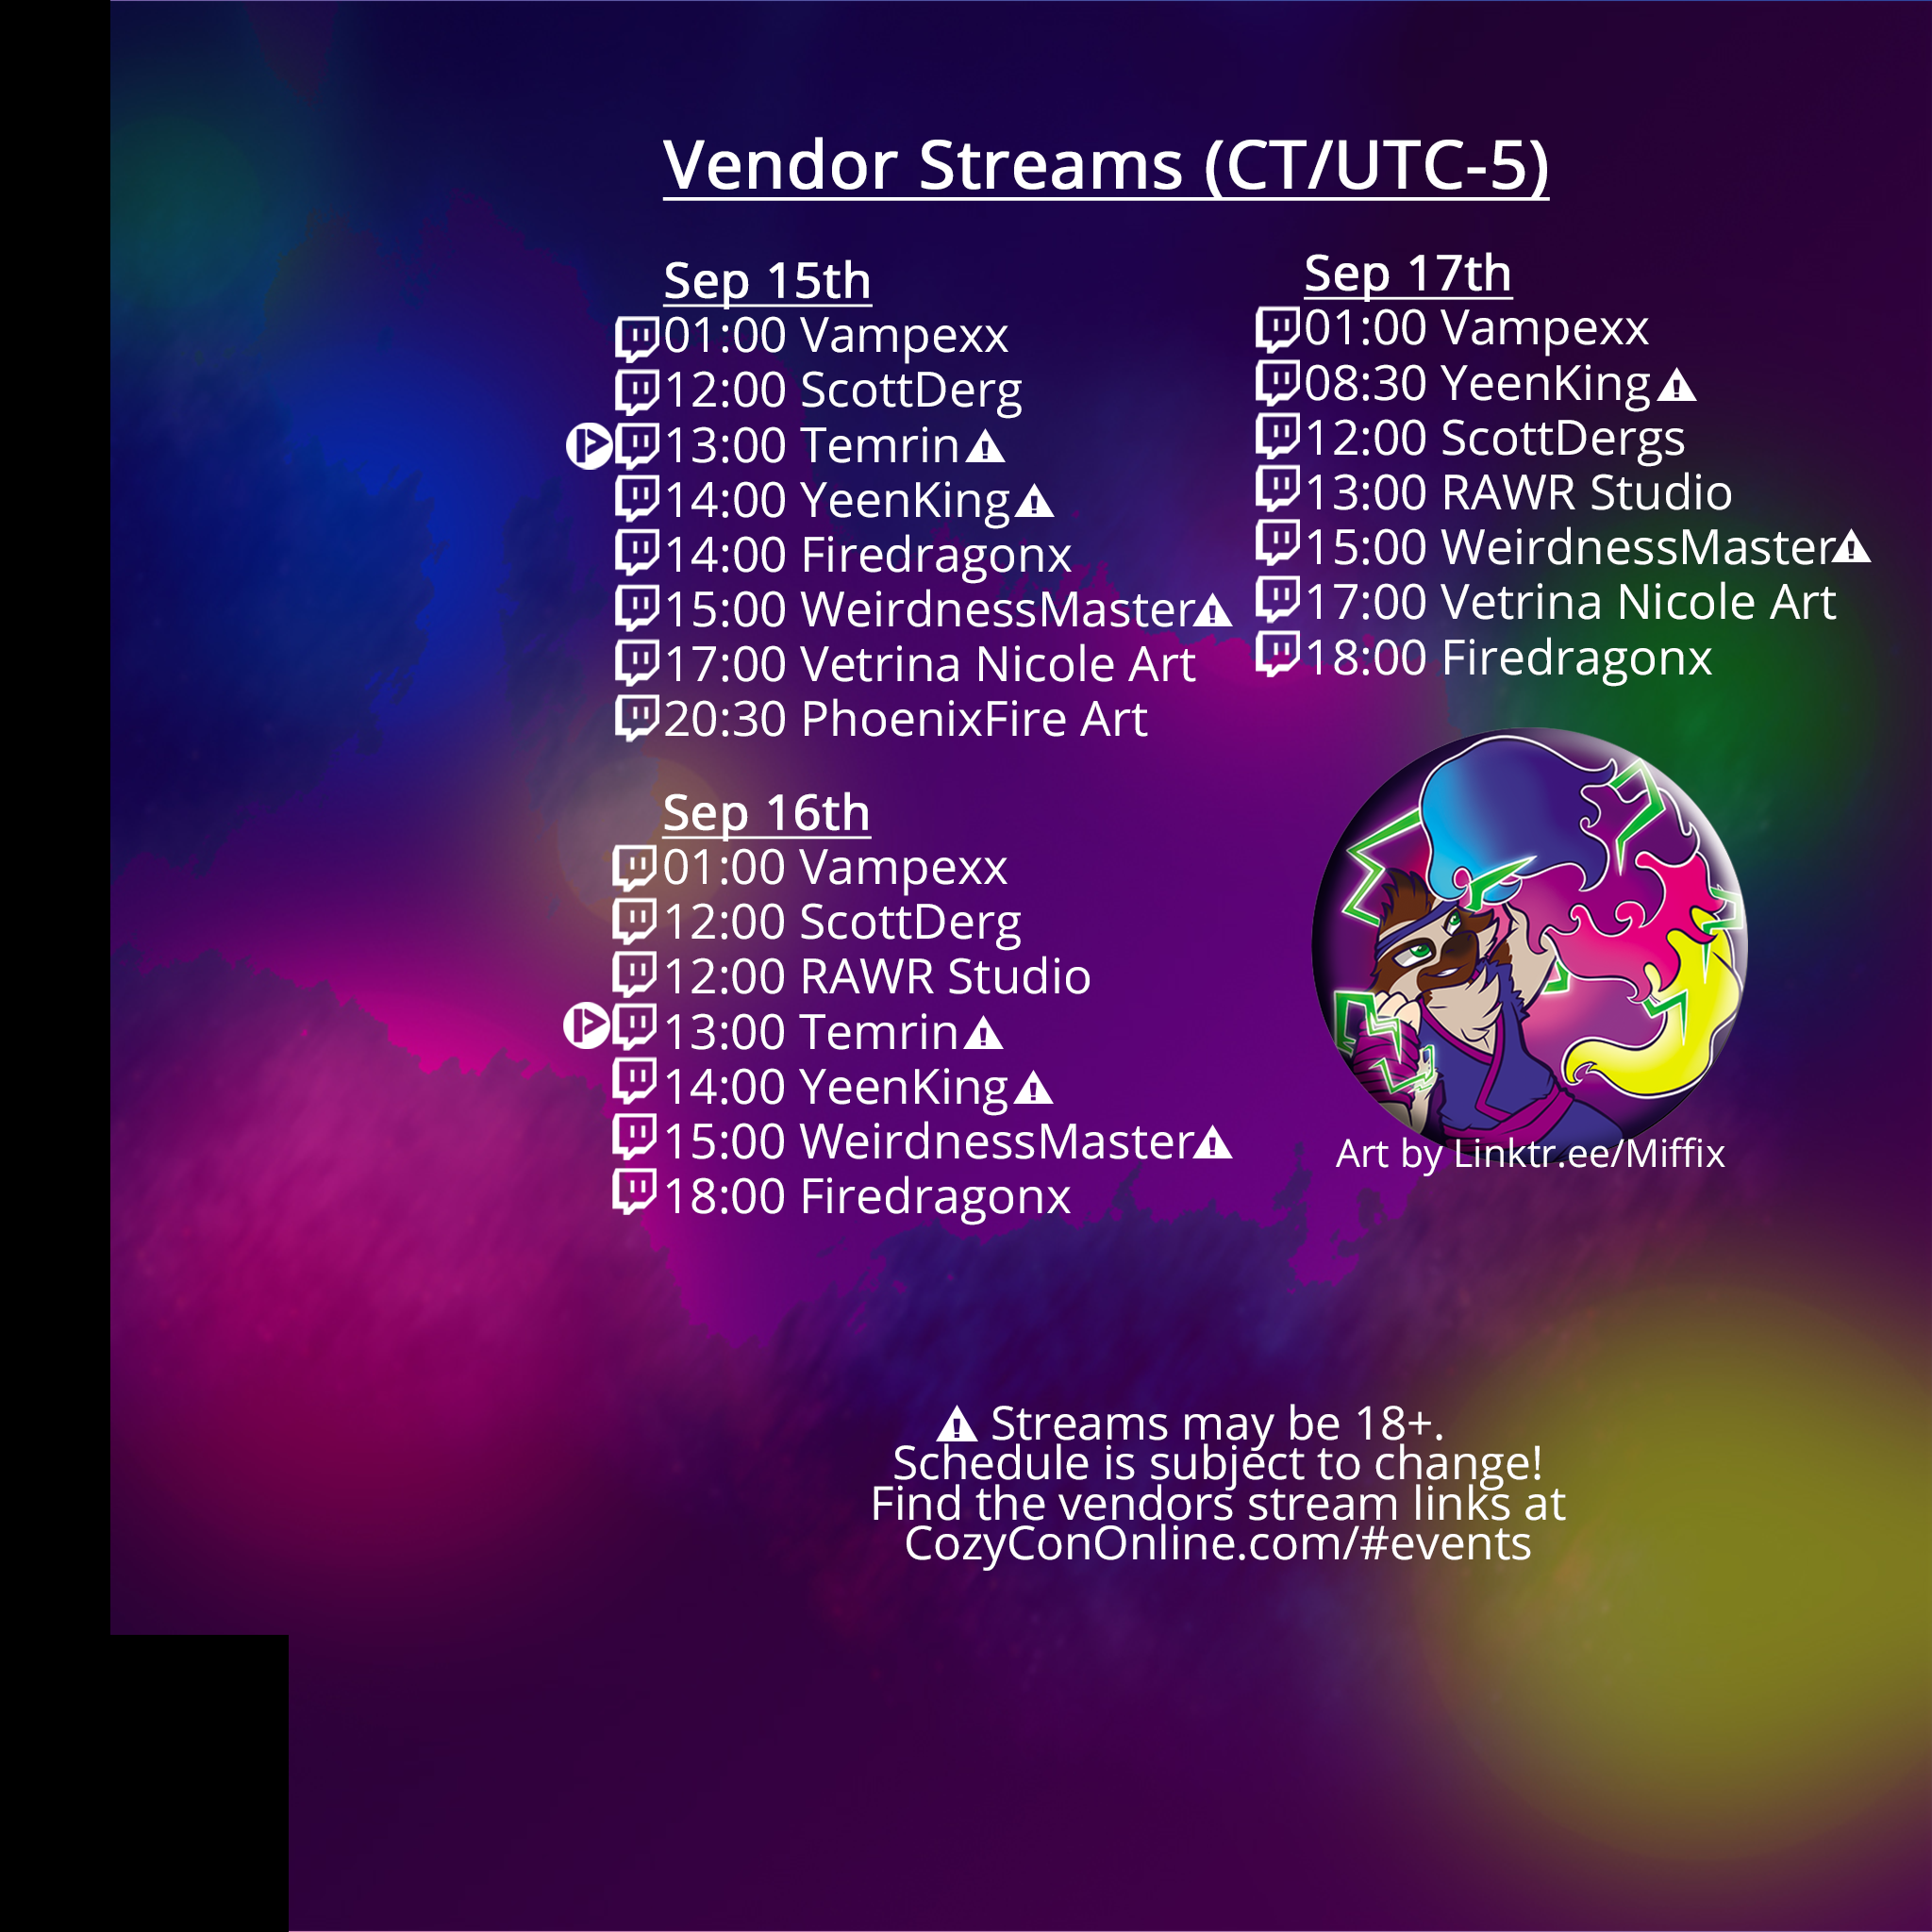 Vendor Streams (CT/UTC-5)
Sep 15th
01:00 Vampexx
12:00 ScottDerg
13:00 Temrin
14:00 YeenKing
14:00 Firedragonx
15:00 WeirdnessMaster
17:00 Vetrina Nicole Art
20:30 PhoenixFire Art
Sep 16th
01:00 Vampexx
12:00 ScottDerg
12:00 RAWR Studio
13:00 Temrin
14:00 YeenKing
15:00 WeirdnessMaster
18:00 Firedragonx
Sep 17th
01:00 Vampexx
08:30 YeenKing
12:00 ScottDergs
13:00 RAWR Studio
15:00 WeirdnessMaster
17:00 Vetrina Nicole Art
18:00 Firedragonx
Art by Linktr.ee/Miffix
Streams may be 18+.
Schedule is subject to change!
Find the vendors stream links at
CozyConOnline.com/#events